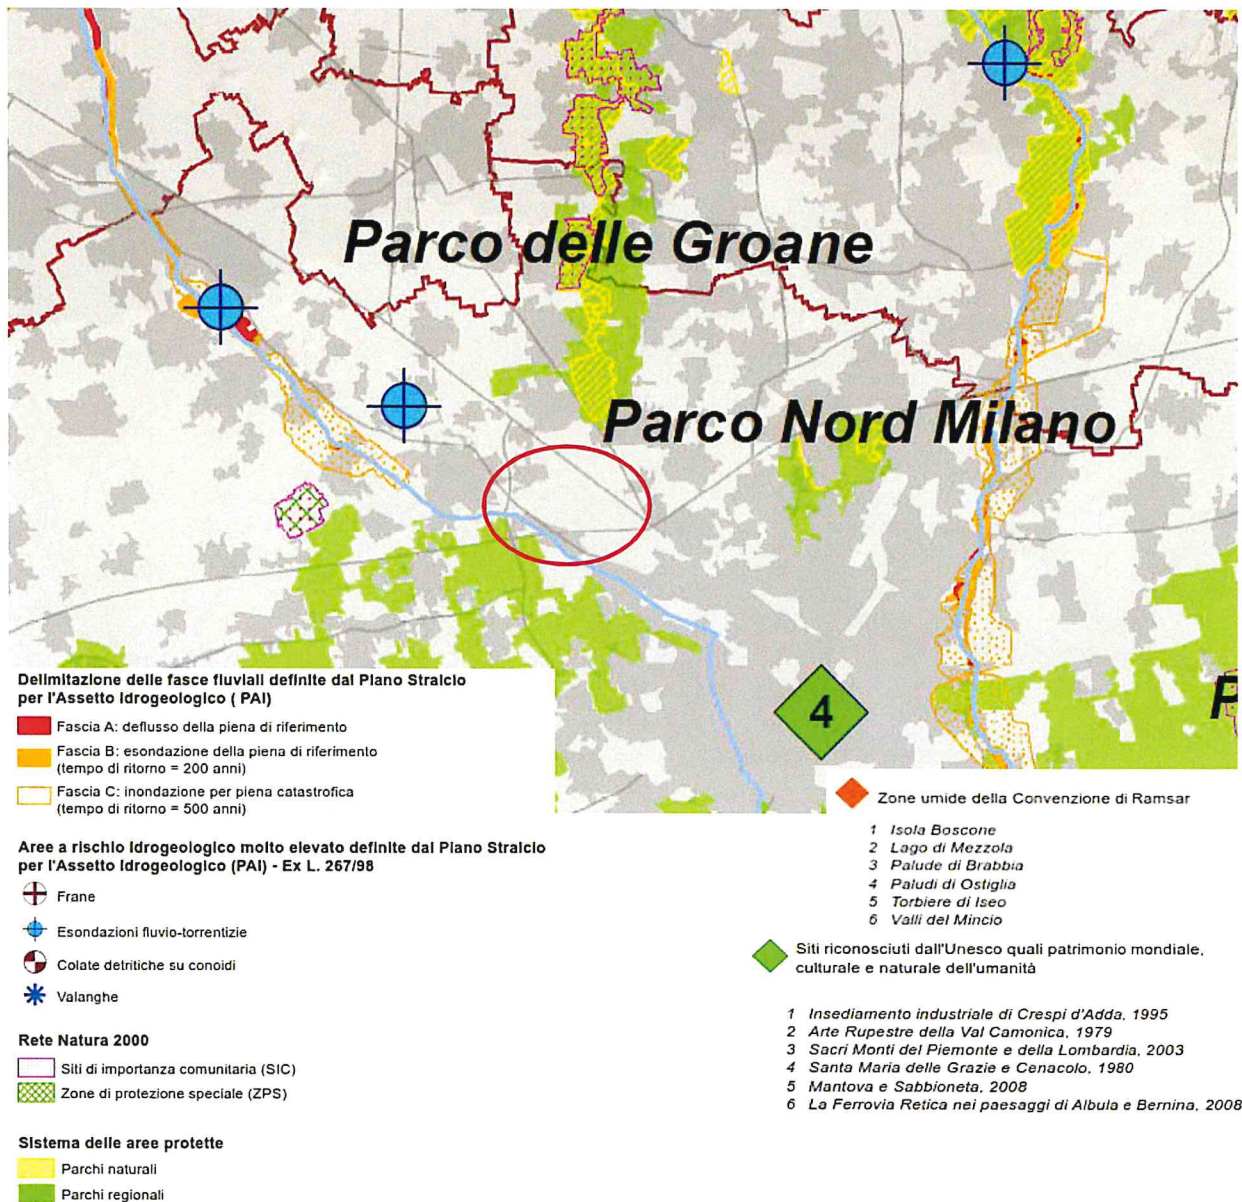 Parco delle Groane
Parco Nord Milano
P
4
Delimitazione delle fasce fluviali definite dal Piano Stralcio
per l'Assetto Idrogeologico ( PAI)
Fascia A: deflusso della piena di riferimento
Fascia B: esondazione della piena di riferimento
(tempo di ritorno = 200 anni)
Fascia C: inondazione per piena catastrofica
(tempo di ritorno = 500 anni)
Aree a rischio idrogeologico molto elevato definite dal Piano Stralcio
per l'Assetto Idrogeologico (PAI) - Ex L. 267/98
Frane
Esondazioni fluvio-torrentizie
Colate detritiche su conoidi
Valanghe
Rete Natura 2000
Siti di importanza comunitaria (SIC)
Zone di protezione speciale (ZPS)
Sistema delle aree protette
Parchi naturali
Parchi regionali
Zone umide della Convenzione di Ramsar
1 Isola Boscone
2 Lago di Mezzola
3 Palude di Brabbia
4 Paludi di Ostiglia
5 Torbiere di Iseo
6 Valli del Mincio
Siti riconosciuti dall'Unesco quali patrimonio mondiale,
culturale e naturale dell'umanità
1 Insediamento industriale di Crespi d'Adda, 1995
2 Arte Rupestre della Val Camonica, 1979
3 Sacri Monti del Piemonte e della Lombardia, 2003
4 Santa Maria delle Grazie e Cenacolo, 1980
5 Mantova e Sabbioneta, 2008
6 La Ferrovia Retica nei paesaggi di Albula e Bernina, 2008